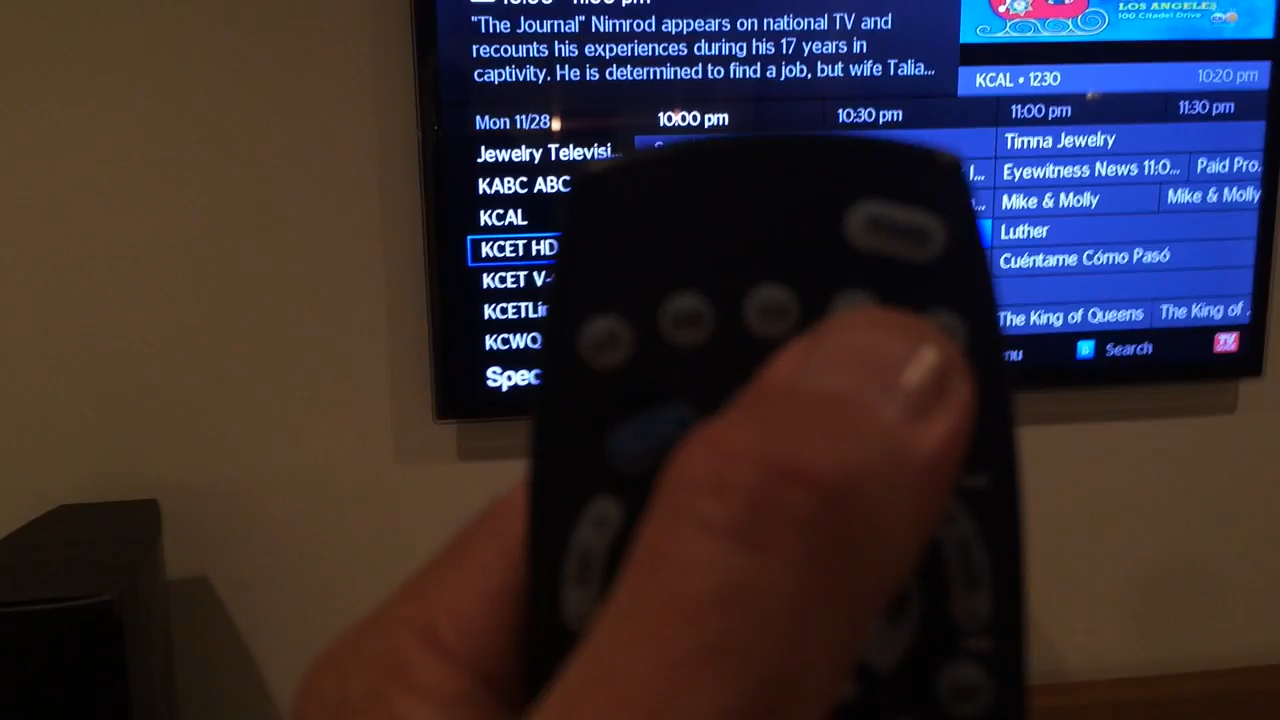 "The Journal" Nimrod appears on national TV and
recounts his experiences during his 17 years in
captivity. He is determined to find a job, but wife Talia...
LOS ANGELES
100 Citadel Drive
KCAL • 1230 10:20 pm
Mon 11/28 10:00 pm 10:30 pm 11:00 pm 11:30 pm
Jewelry Televisi... Timna Jewelry
KABC ABC I... Eyewitness News 11:0... Paid Pro.
KCAL ... Mike & Molly Mike & Molly
KCET HD Luther
KCET V- Cuéntame Cómo Pasó
KCETLi
KCWQ The King of Queens The King of .
Spec
nu Search